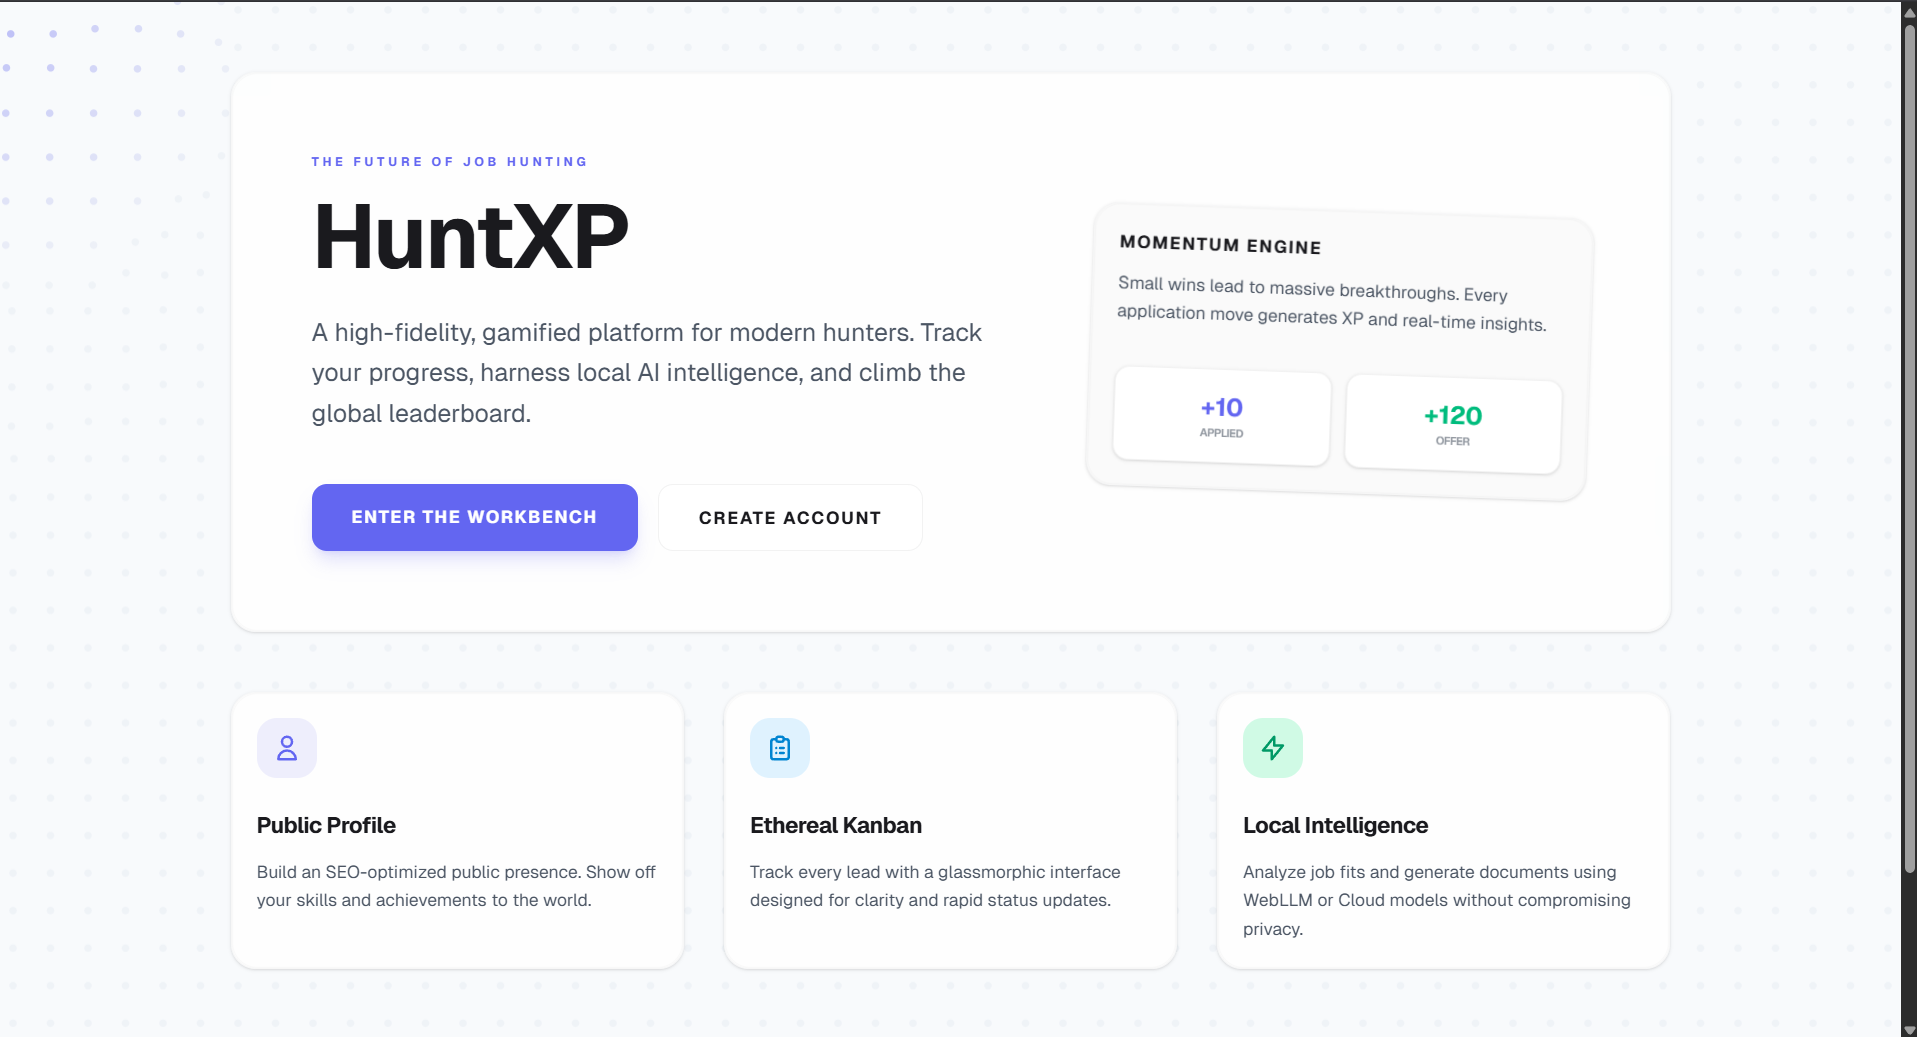 THE FUTURE OF JOB HUNTING
HuntXP
A high-fidelity, gamified platform for modern hunters. Track
your progress, harness local AI intelligence, and climb the
global leaderboard.
ENTER THE WORKBENCH
CREATE ACCOUNT
MOMENTUM ENGINE
Small wins lead to massive breakthroughs. Every
application move generates XP and real-time insights.
+10
APPLIED
+120
OFFER
Public Profile
Build an SEO-optimized public presence. Show off
your skills and achievements to the world.
Ethereal Kanban
Track every lead with a glassmorphic interface
designed for clarity and rapid status updates.
Local Intelligence
Analyze job fits and generate documents using
WebLLM or Cloud models without compromising
privacy.